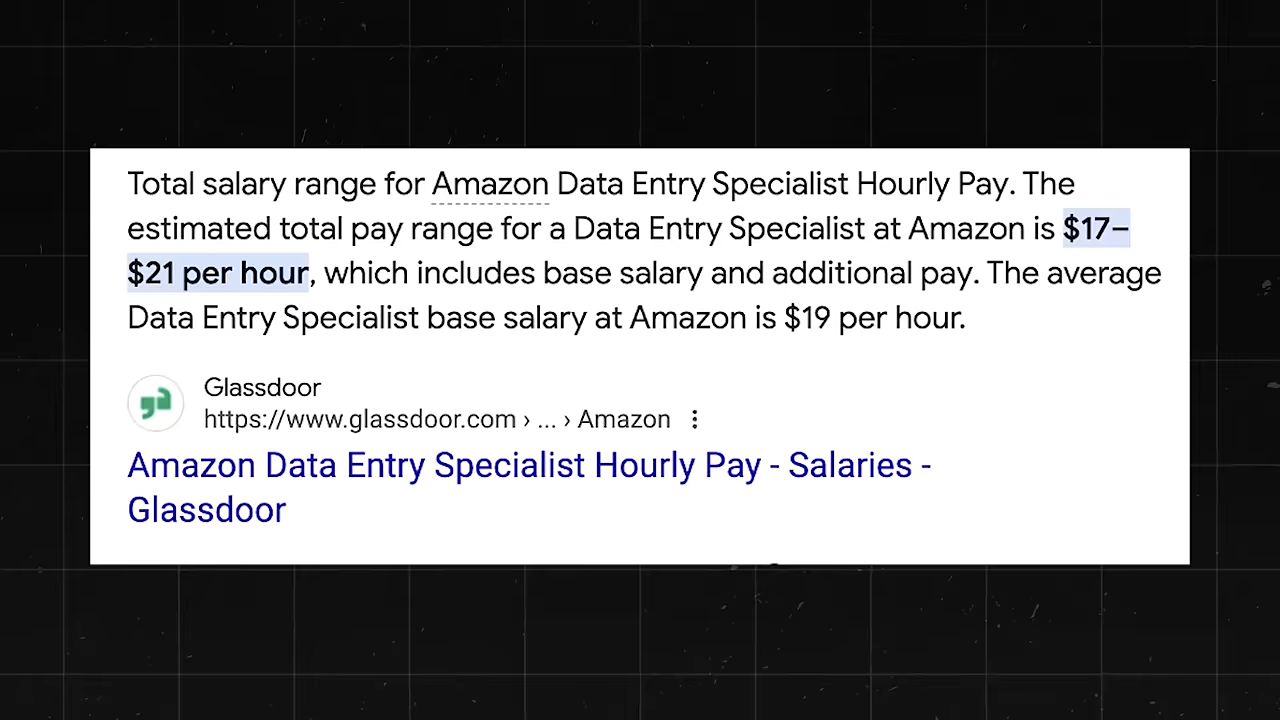 Total salary range for Amazon Data Entry Specialist Hourly Pay. The
estimated total pay range for a Data Entry Specialist at Amazon is $17–
$21 per hour, which includes base salary and additional pay. The average
Data Entry Specialist base salary at Amazon is $19 per hour.
Glassdoor
https://www.glassdoor.com › ... › Amazon
Amazon Data Entry Specialist Hourly Pay - Salaries -
Glassdoor